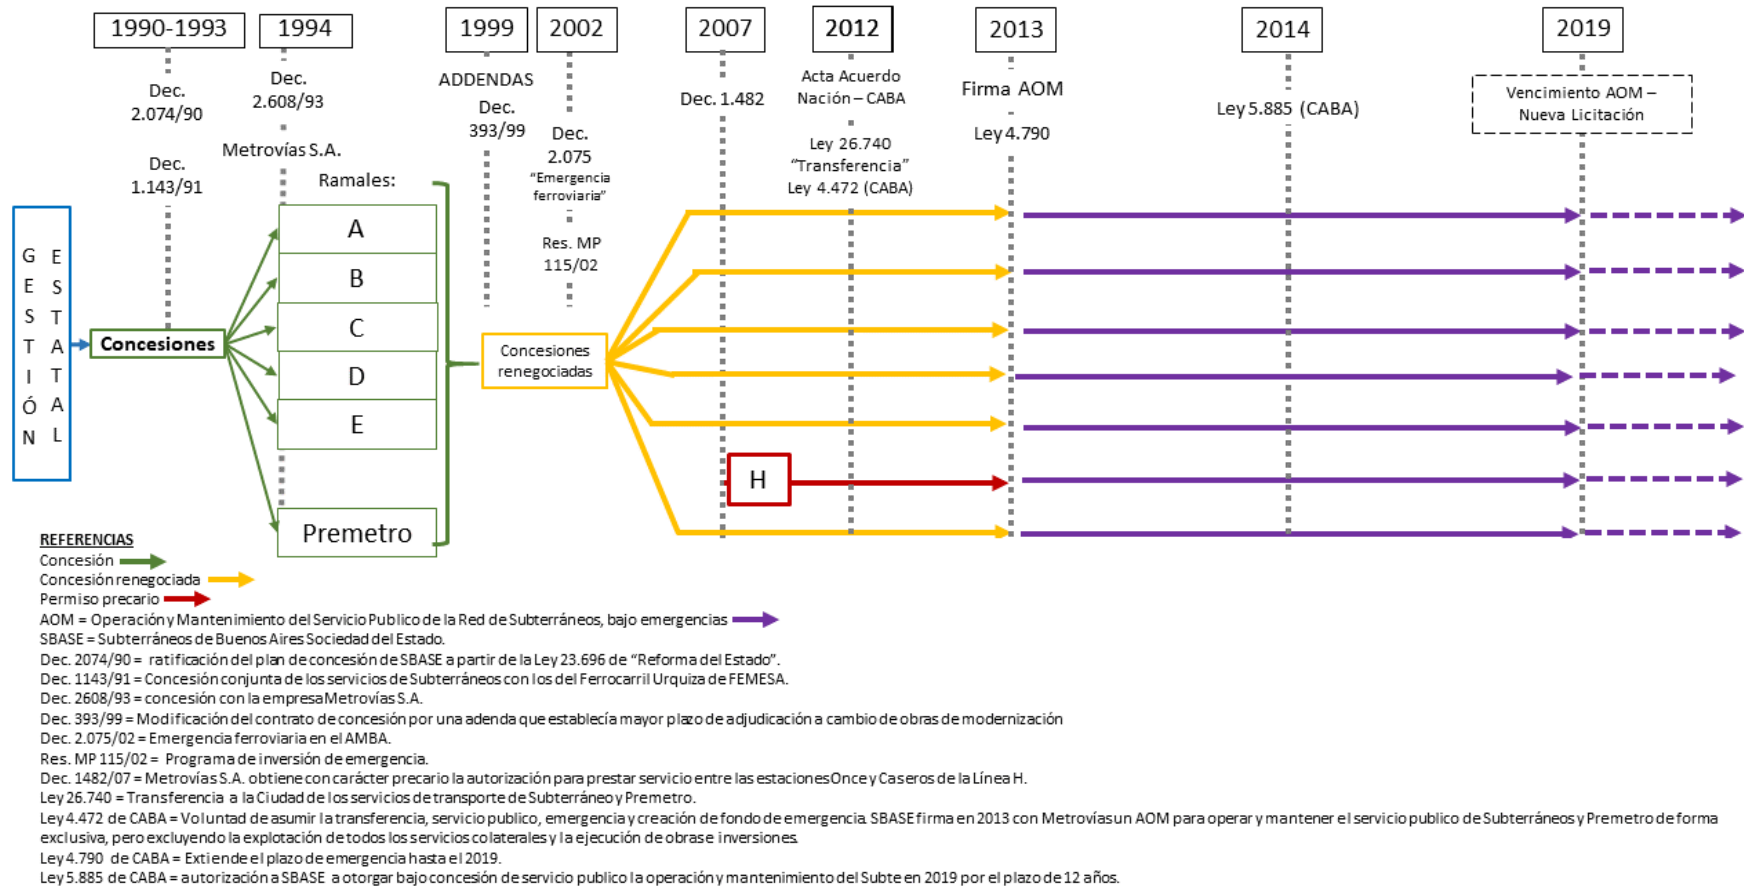 1990-1993
1994
1999
2002
2007
2012
2013
2014
2019
Dec.
2.074/90
Dec.
1.143/91
Dec.
2.608/93
Metrovías S.A.
ADDENDAS
Dec.
393/99
Dec.
2.075
“Emergencia
ferroviaria”
Res. MP
115/02
Dec. 1.482
Acta Acuerdo
Nación – CABA
Ley 26.740
“Transferencia”
Ley 4.472 (CABA)
Firma AOM
Ley 4.790
Ley 5.885 (CABA)
Vencimiento AOM –
Nueva Licitación
GESTIÓN
ESTATAL
Concesiones
Ramales:
A
B
C
D
E
Premetro
Concesiones
renegociadas
H
REFERENCIAS
Concesión
Concesión renegociada
Permiso precario
AOM = Operación y Mantenimiento del Servicio Publico de la Red de Subterráneos, bajo emergencias
SBASE = Subterráneos de Buenos Aires Sociedad del Estado.
Dec. 2074/90 = ratificación del plan de concesión de SBASE a partir de la Ley 23.696 de “Reforma del Estado”.
Dec. 1143/91 = Concesión conjunta de los servicios de Subterráneos con los del Ferrocarril Urquiza de FEMESA.
Dec. 2608/93 = concesión con la empresa Metrovías S.A.
Dec. 393/99 = Modificación del contrato de concesión por una adenda que establecía mayor plazo de adjudicación a cambio de obras de modernización
Dec. 2.075/02 = Emergencia ferroviaria en el AMBA.
Res. MP 115/02 = Programa de inversión de emergencia.
Dec. 1482/07 = Metrovías S.A. obtiene con carácter precario la autorización para prestar servicio entre las estaciones Once y Caseros de la Línea H.
Ley 26.740 = Transferencia a la Ciudad de los servicios de transporte de Subterráneo y Premetro.
Ley 4.472 de CABA = Voluntad de asumir la transferencia, servicio publico, emergencia y creación de fondo de emergencia. SBASE firma en 2013 con Metrovías un AOM para operar y mantener el servicio publico de Subterráneos y Premetro de forma
exclusiva, pero excluyendo la explotación de todos los servicios colaterales y la ejecución de obras e inversiones.
Ley 4.790 de CABA = Extiende el plazo de emergencia hasta el 2019.
Ley 5.885 de CABA = autorización a SBASE a otorgar bajo concesión de servicio publico la operación y mantenimiento del Subte en 2019 por el plazo de 12 años.